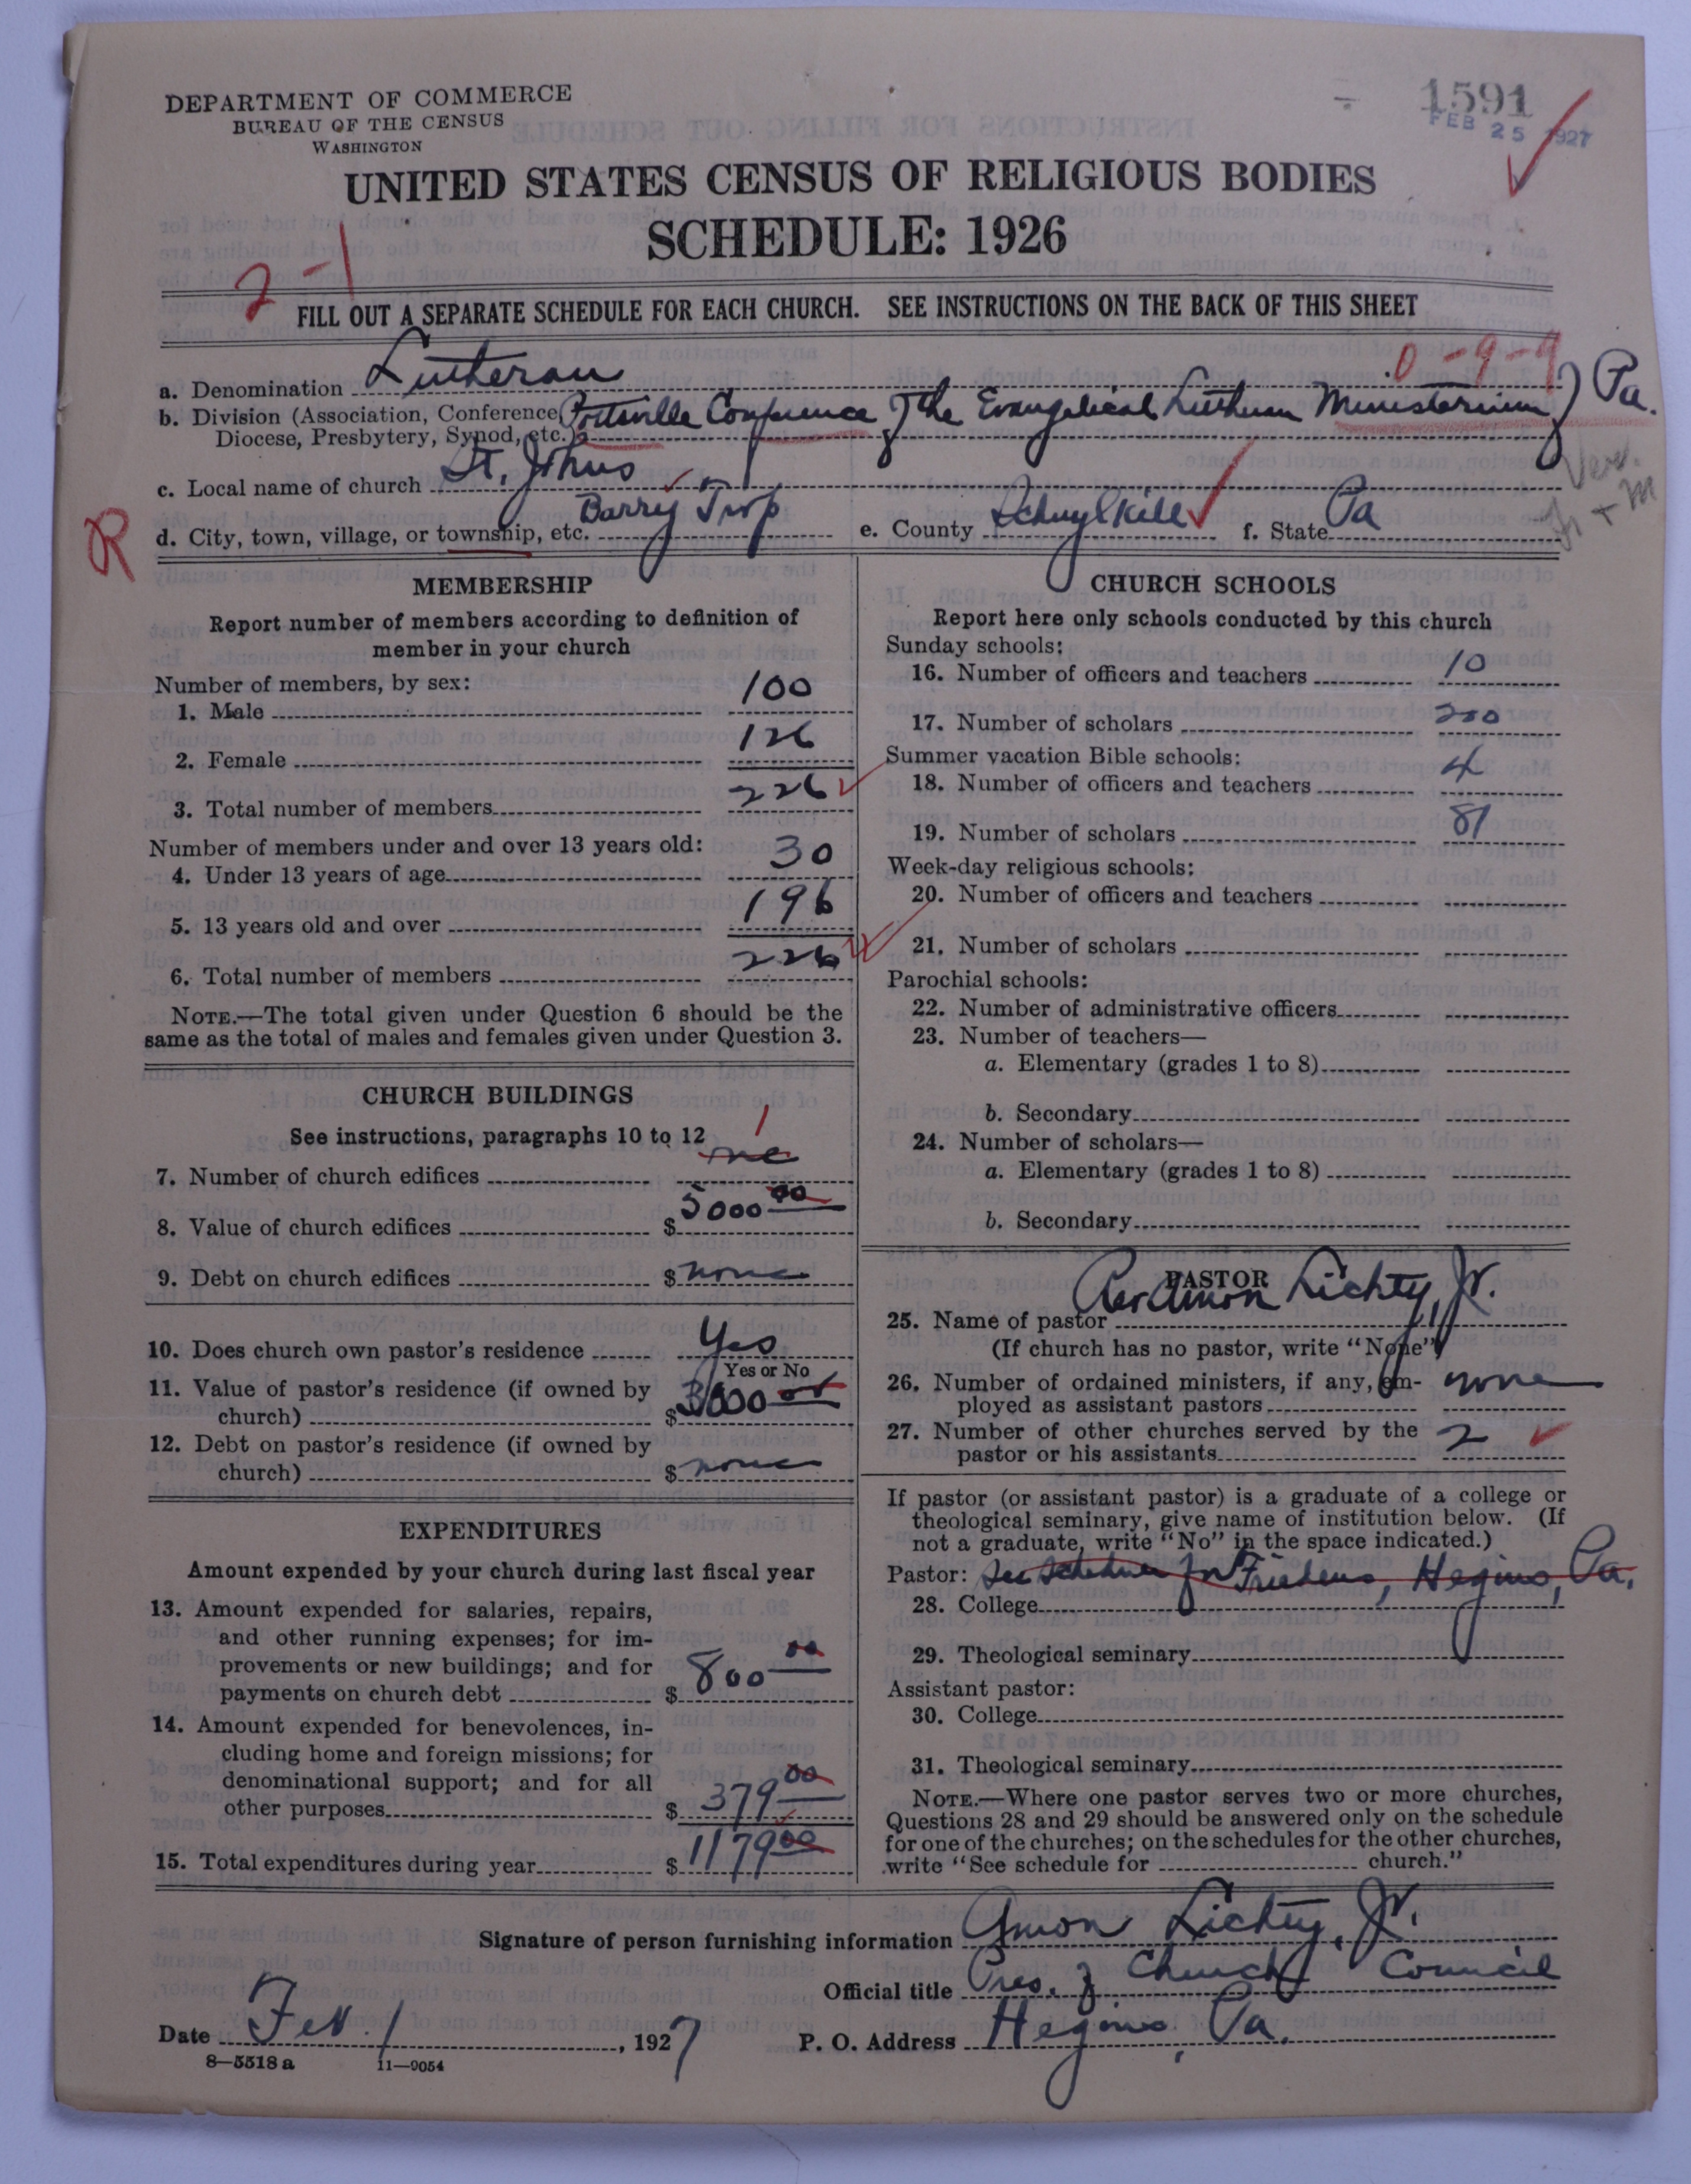 DEPARTMENT OF COMMERCE
BUREAU OF THE CENSUS
WASHINGTON
1591
FEB 25 1927
UNITED STATES CENSUS OF RELIGIOUS BODIES
SCHEDULE: 1926
2-1
FILL OUT A SEPARATE SCHEDULE FOR EACH CHURCH. SEE INSTRUCTIONS ON THE BACK OF THIS SHEET
0-9-9
a. Denomination Lutheran
b. Division (Association, Conference, Diocese, Presbytery, Synod, etc.) Pottsville Conference of the Evangelical Lutheran Ministerium of Pa.
c. Local name of church St. Johns
R
d. City, town, village, or township, etc. Barry Twp e. County Schuylkill f. State Pa
MEMBERSHIP
Report number of members according to definition of
member in your church
Number of members, by sex:
1. Male 100
2. Female 126
3. Total number of members 226
Number of members under and over 13 years old:
4. Under 13 years of age 30
5. 13 years old and over 196
6. Total number of members 226
NOTE.—The total given under Question 6 should be the
same as the total of males and females given under Question 3.
CHURCH BUILDINGS
See instructions, paragraphs 10 to 12
7. Number of church edifices one 1
8. Value of church edifices $5000 00
9. Debt on church edifices $ none
10. Does church own pastor's residence Yes
Yes or No
11. Value of pastor's residence (if owned by
church) $3000 00
12. Debt on pastor's residence (if owned by
church) $ none
EXPENDITURES
Amount expended by your church during last fiscal year
13. Amount expended for salaries, repairs,
and other running expenses; for im-
provements or new buildings; and for
payments on church debt $ 800 00
14. Amount expended for benevolences, in-
cluding home and foreign missions; for
denominational support; and for all
other purposes $ 379 00
15. Total expenditures during year $ 1179 00
CHURCH SCHOOLS
Report here only schools conducted by this church
Sunday schools:
16. Number of officers and teachers 10
17. Number of scholars 200
Summer vacation Bible schools:
18. Number of officers and teachers 4
19. Number of scholars 81
Week-day religious schools:
20. Number of officers and teachers
21. Number of scholars
Parochial schools:
22. Number of administrative officers
23. Number of teachers—
a. Elementary (grades 1 to 8)
b. Secondary
24. Number of scholars—
a. Elementary (grades 1 to 8)
b. Secondary
PASTOR
25. Name of pastor Rev Amon Lichty, Jr.
(If church has no pastor, write "None")
26. Number of ordained ministers, if any, em-
ployed as assistant pastors none
27. Number of other churches served by the
pastor or his assistants 2
If pastor (or assistant pastor) is a graduate of a college or
theological seminary, give name of institution below. (If
not a graduate, write "No" in the space indicated.)
Pastor: See schedule for Friedens, Hegins, Pa.
28. College
29. Theological seminary
Assistant pastor:
30. College
31. Theological seminary
NOTE.—Where one pastor serves two or more churches,
Questions 28 and 29 should be answered only on the schedule
for one of the churches; on the schedules for the other churches,
write "See schedule for church."
Signature of person furnishing information Amon Lichty, Jr.
Official title Pres. of Church Council
Date Feb. 1, 1927 P. O. Address Hegins, Pa.
8—5518 a 11—9054